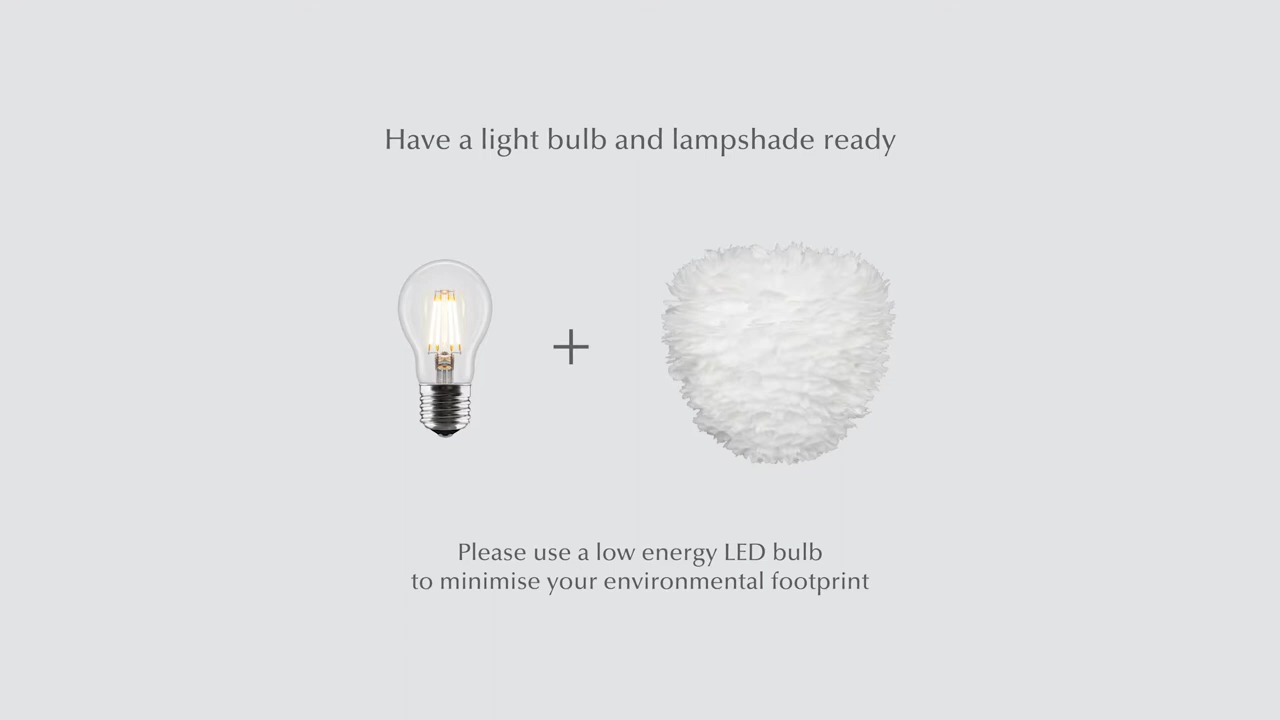 Have a light bulb and lampshade ready
+
Please use a low energy LED bulb
to minimise your environmental footprint